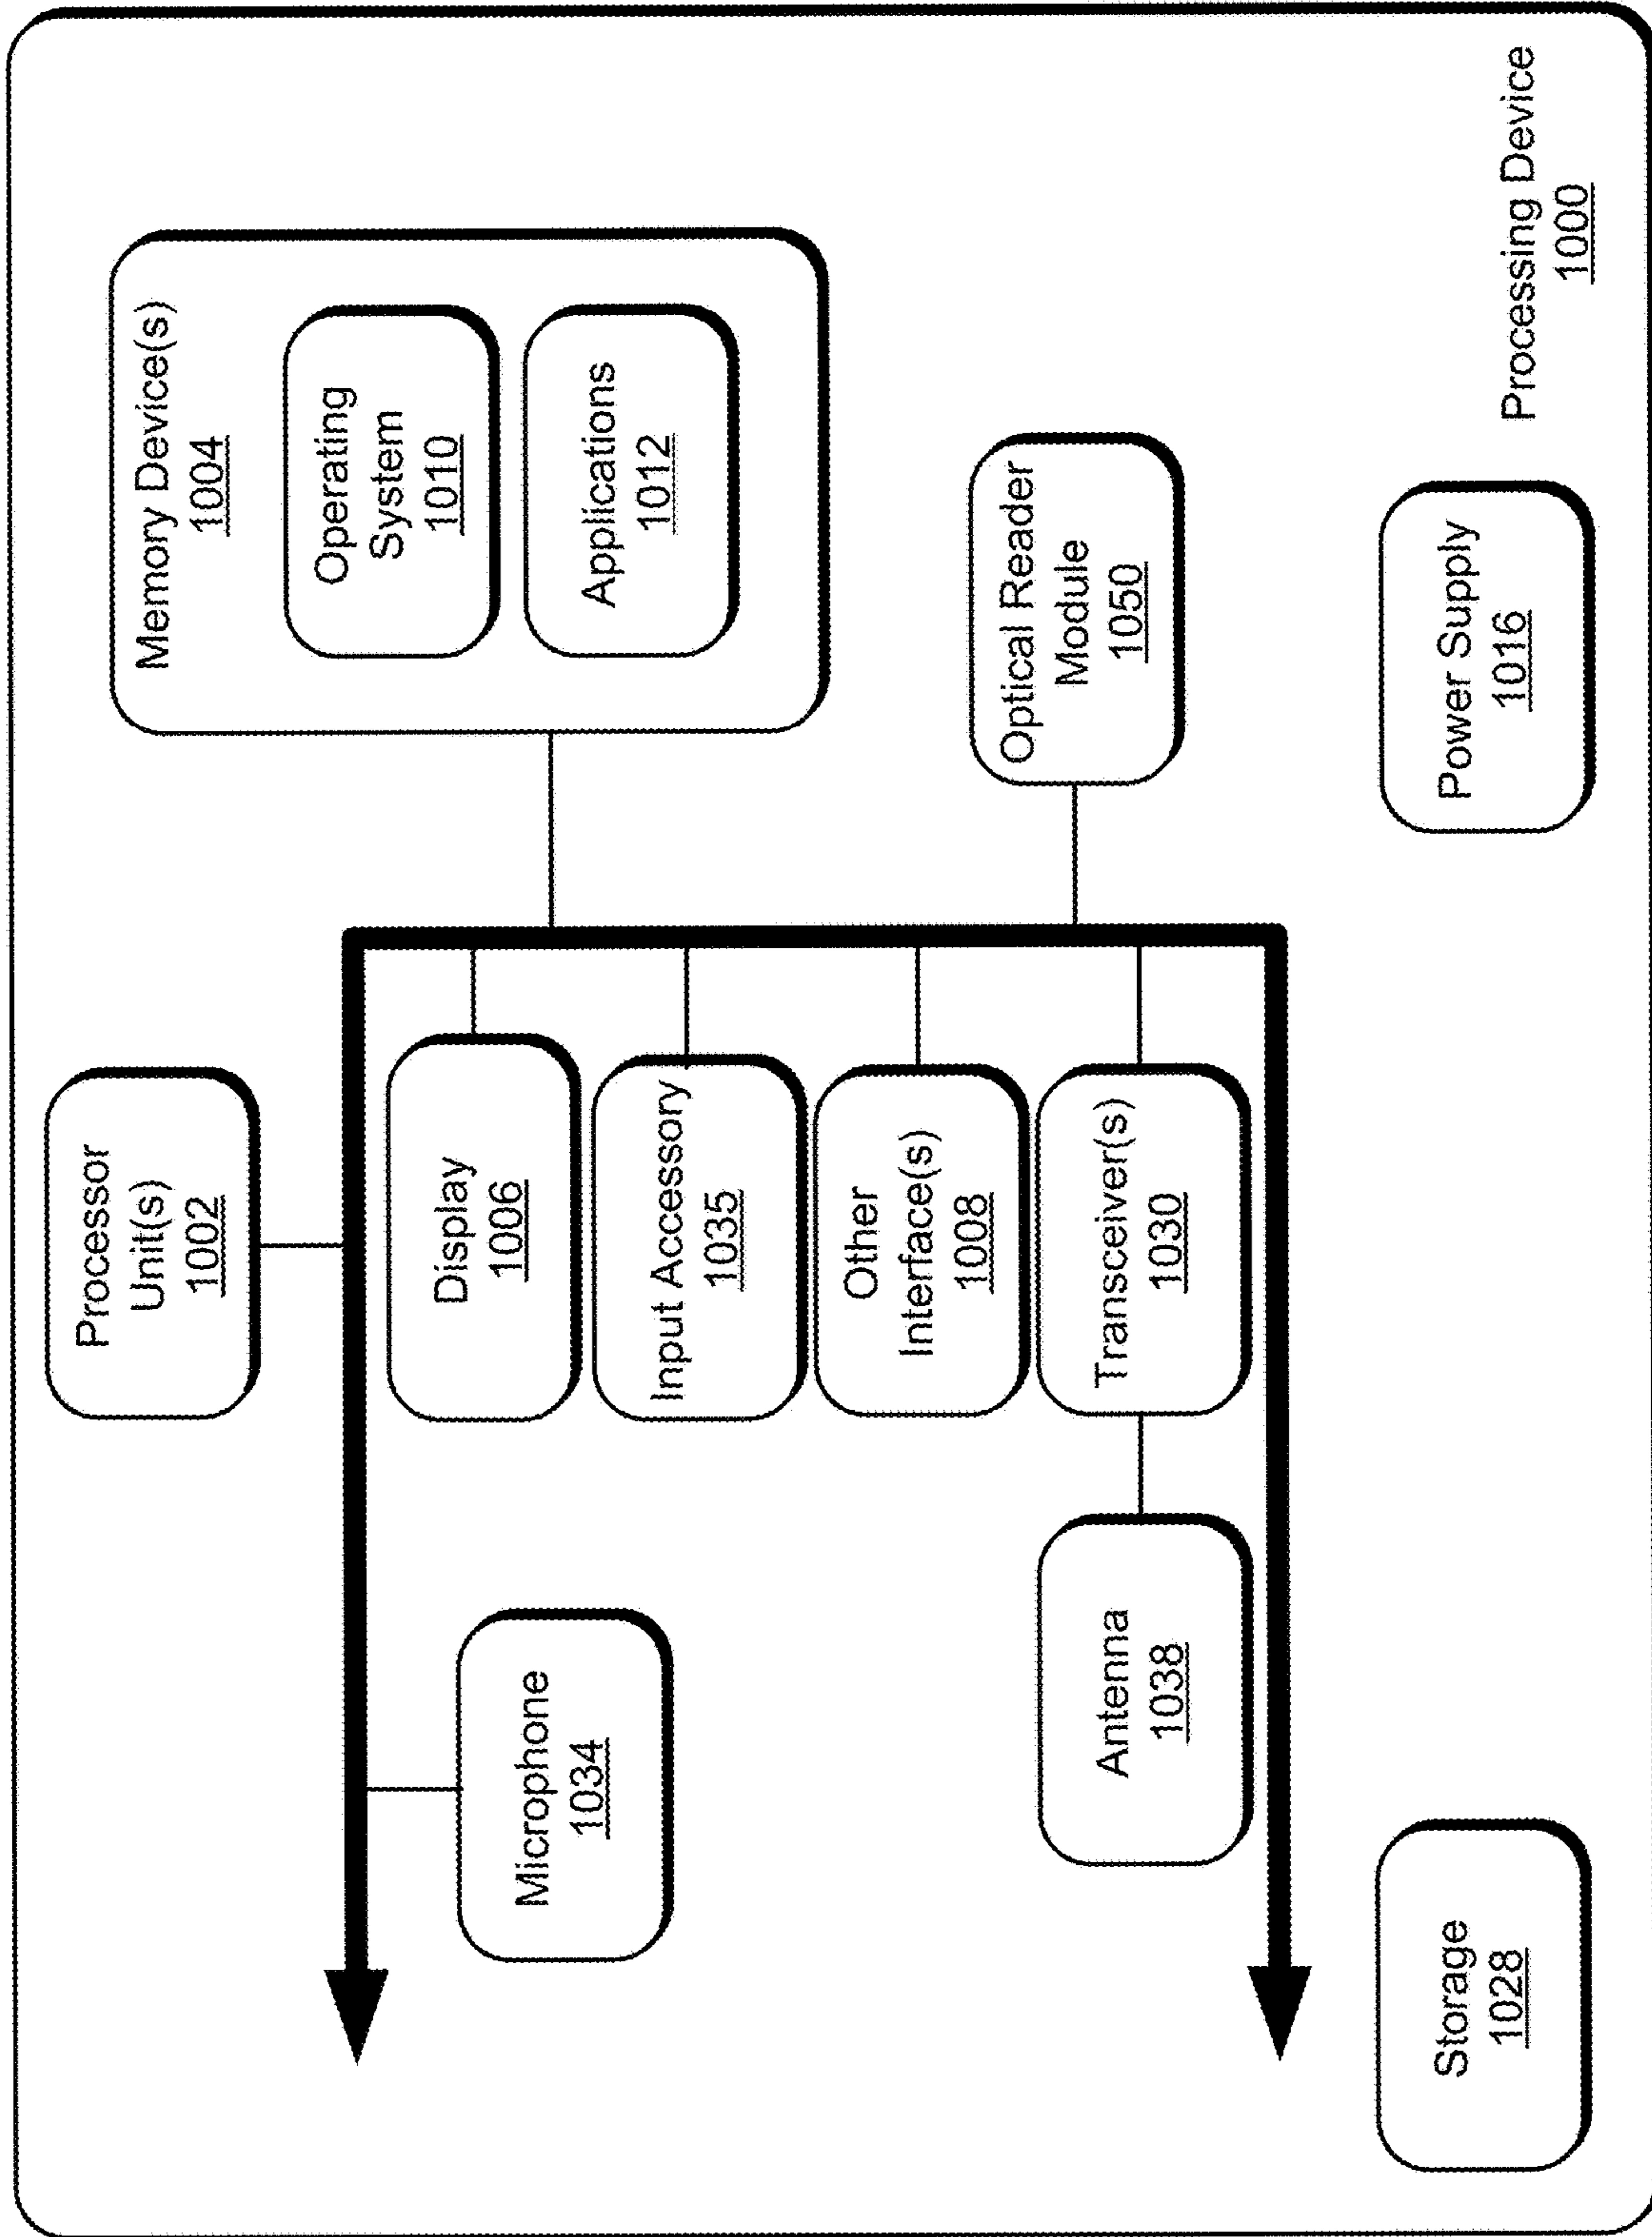 Processor
Unit(s)
1002
Memory Device(s)
1004
Operating
System
1010
Applications
1012
Display
1006
Input Accessory
1035
Other
Interface(s)
1008
Transceiver(s)
1030
Microphone
1034
Antenna
1038
Optical Reader
Module
1050
Storage
1028
Power Supply
1016
Processing Device
1000